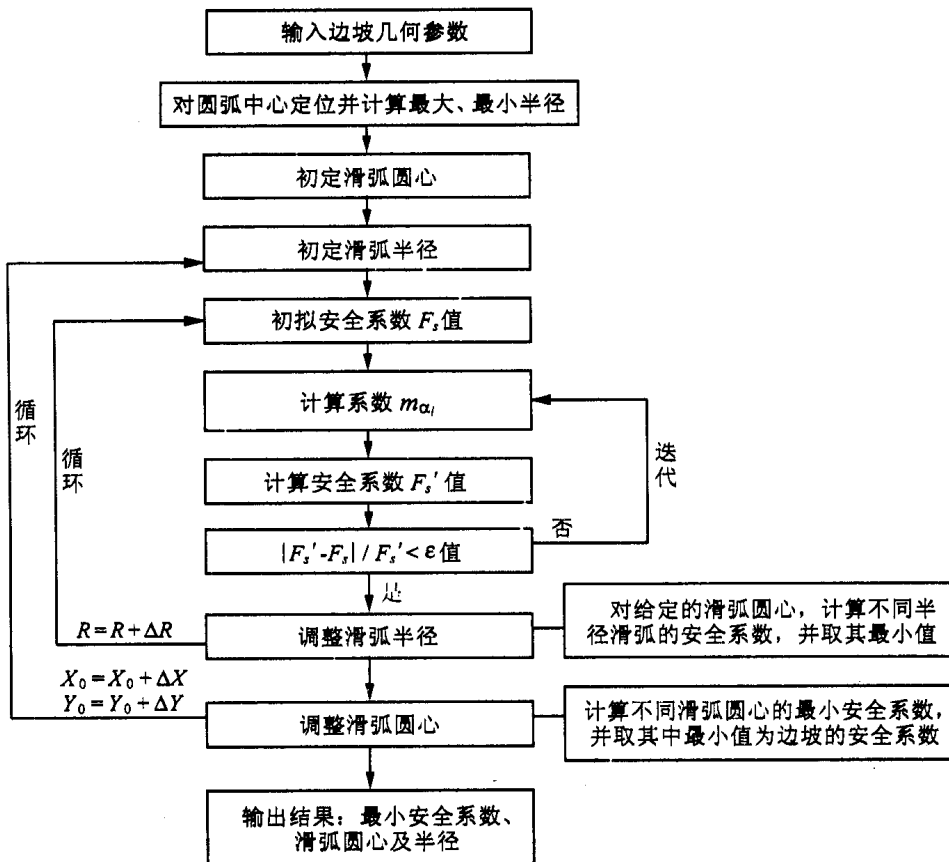 输入边坡几何参数
对圆弧中心定位并计算最大、最小半径
初定滑弧圆心
初定滑弧半径
初拟安全系数 Fₛ值
计算系数 m_αᵢ
循环
循环
迭代
计算安全系数 Fₛ′值
否
|Fₛ′-Fₛ| / Fₛ′<ε值
是
R=R+ΔR
调整滑弧半径
对给定的滑弧圆心，计算不同半
径滑弧的安全系数，并取其最小值
X₀=X₀+ΔX
Y₀=Y₀+ΔY
调整滑弧圆心
计算不同滑弧圆心的最小安全系数，
并取其中最小值为边坡的安全系数
输出结果：最小安全系数、
滑弧圆心及半径